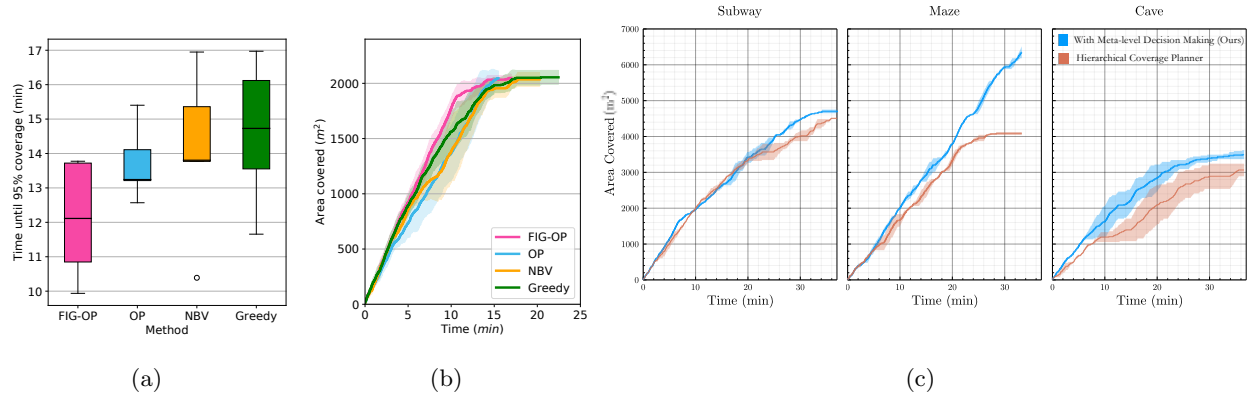 17
16
15
14
13
12
11
10
Time until 95% coverage (min)
FIG-OP OP NBV Greedy
Method
(a)
2000
1500
1000
500
0
Area covered (m²)
FIG-OP
OP
NBV
Greedy
0 5 10 15 20 25
Time (min)
(b)
Subway Maze Cave
7000
6000
5000
4000
3000
2000
1000
0
Area Covered (m²)
With Meta-level Decision Making (Ours)
Hierarchical Coverage Planner
0 10 20 30 0 10 20 30 0 10 20 30
Time (min) Time (min) Time (min)
(c)